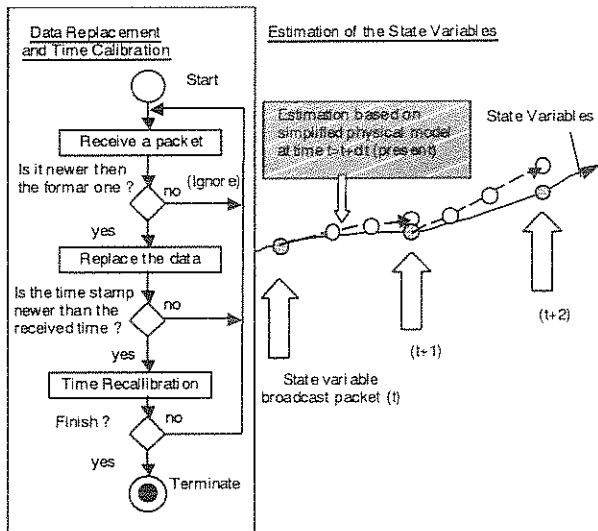 Data Replacement
and Time Calibration
Start
Receive a packet
Is it newer then
the formar one ?
no
(Ignore)
yes
Replace the data
Is the time stamp
newer than the
received time ?
no
yes
Time Recallibration
Finish ?
no
yes
Terminate
Estimation of the State Variables
Estimation based on
simplified physical model
at time t=t+dt (present)
State Variables
State variable
broadcast packet (t)
(t+1)
(t+2)